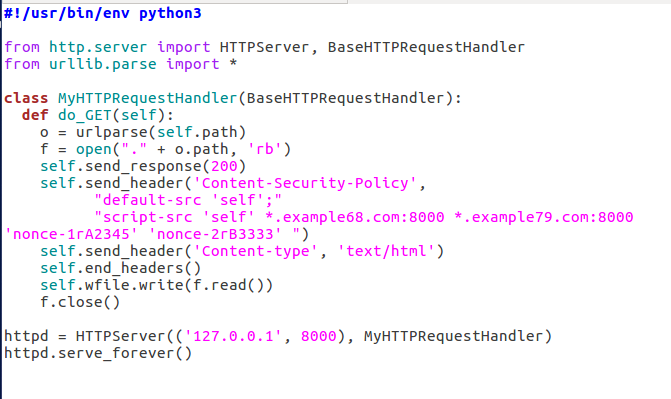 #!/usr/bin/env python3

from http.server import HTTPServer, BaseHTTPRequestHandler
from urllib.parse import *

class MyHTTPRequestHandler(BaseHTTPRequestHandler):
  def do_GET(self):
    o = urlparse(self.path)
    f = open("." + o.path, 'rb')
    self.send_response(200)
    self.send_header('Content-Security-Policy',
          "default-src 'self';"
          "script-src 'self' *.example68.com:8000 *.example79.com:8000
'nonce-1rA2345' 'nonce-2rB3333' ")
    self.send_header('Content-type', 'text/html')
    self.end_headers()
    self.wfile.write(f.read())
    f.close()

httpd = HTTPServer(('127.0.0.1', 8000), MyHTTPRequestHandler)
httpd.serve_forever()